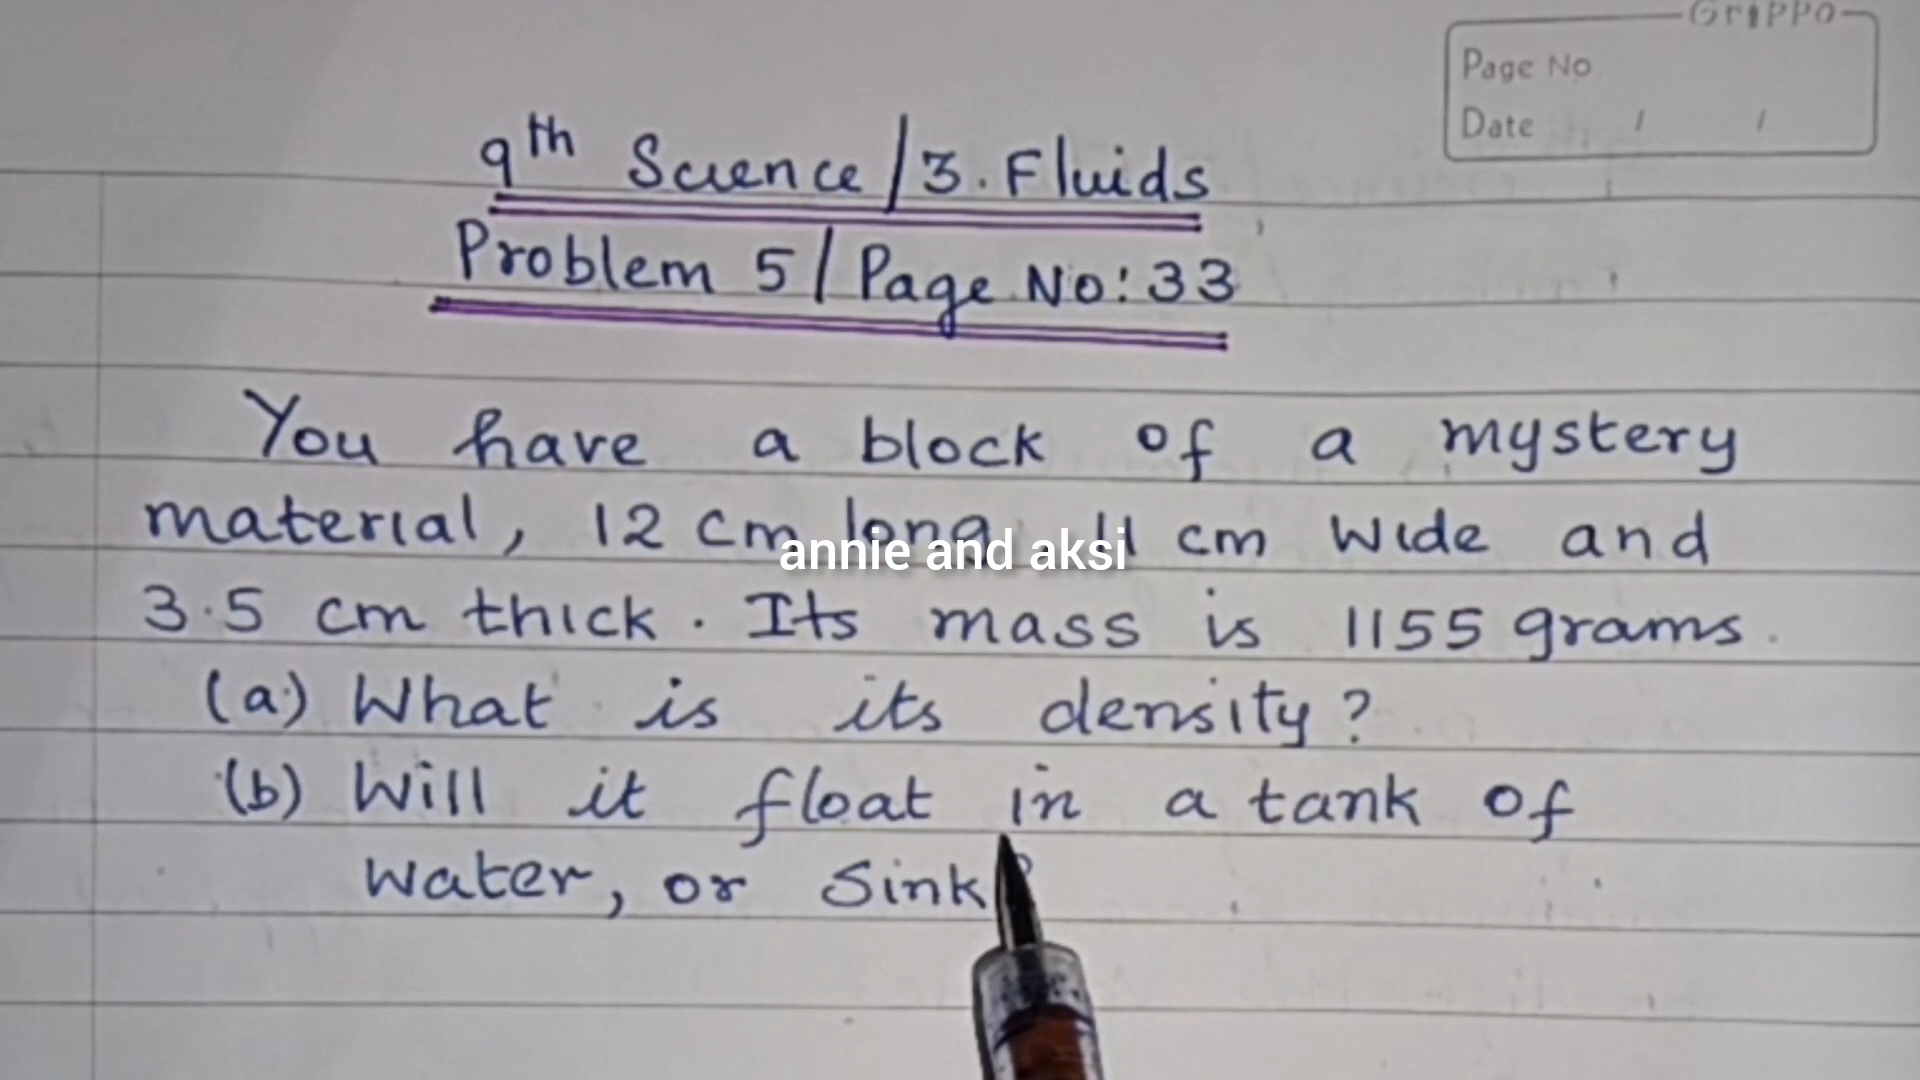 Grippo
Page No
Date / /
9th Science / 3. Fluids
Problem 5 / Page No: 33
You have a block of a mystery
material, 12 cm long 11 cm wide and
annie and aksi
3.5 cm thick. Its mass is 1155 grams.
(a) What is its density?
(b) Will it float in a tank of
water, or Sink?